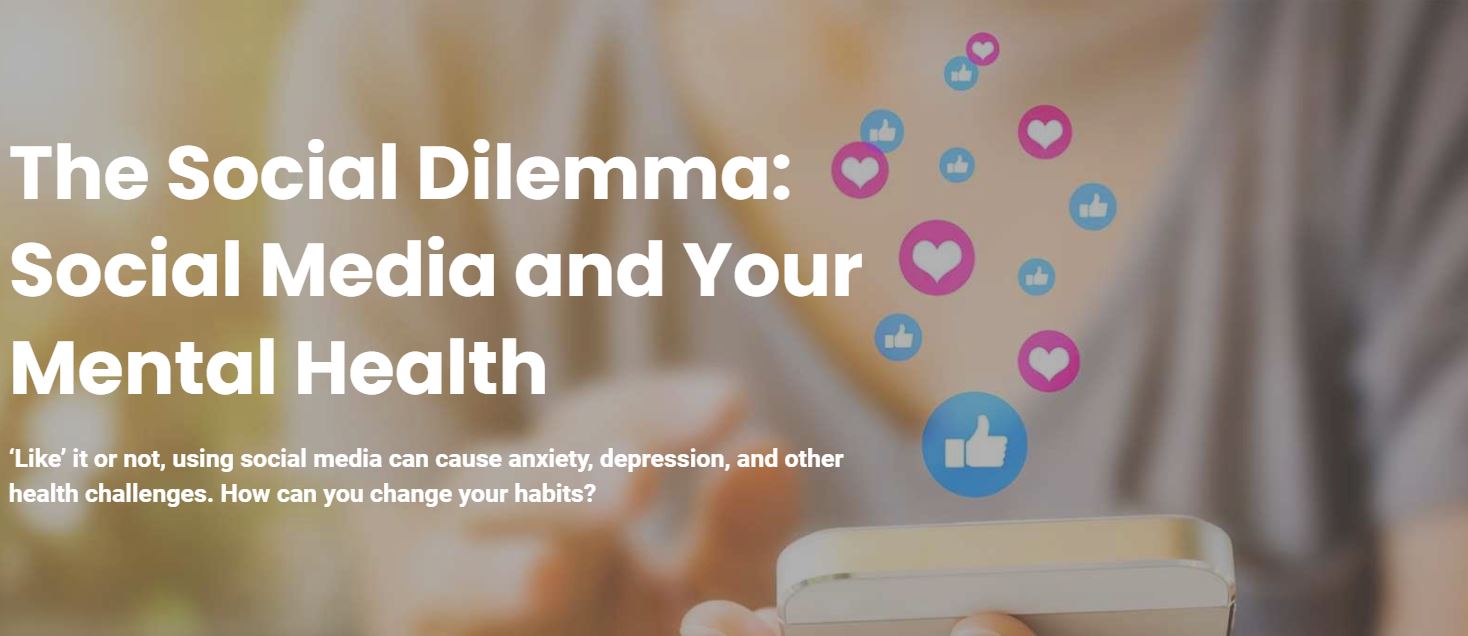 The Social Dilemma:
Social Media and Your
Mental Health
‘Like’ it or not, using social media can cause anxiety, depression, and other
health challenges. How can you change your habits?